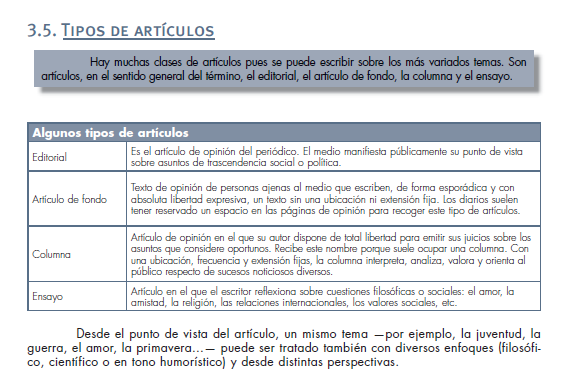 3.5. TIPOS DE ARTÍCULOS
Hay muchas clases de artículos pues se puede escribir sobre los más variados temas. Son
artículos, en el sentido general del término, el editorial, el artículo de fondo, la columna y el ensayo.
Algunos tipos de artículos
Editorial
Es el artículo de opinión del periódico. El medio manifiesta públicamente su punto de vista
sobre asuntos de trascendencia social o política.
Artículo de fondo
Texto de opinión de personas ajenas al medio que escriben, de forma esporádica y con
absoluta libertad expresiva, un texto sin una ubicación ni extensión fija. Los diarios suelen
tener reservado un espacio en las páginas de opinión para recoger este tipo de artículos.
Columna
Artículo de opinión en el que su autor dispone de total libertad para emitir sus juicios sobre los
asuntos que considere oportunos. Recibe este nombre porque suele ocupar una columna. Con
una ubicación, frecuencia y extensión fijas, la columna interpreta, analiza, valora y orienta al
público respecto de sucesos noticiosos diversos.
Ensayo
Artículo en el que el escritor reflexiona sobre cuestiones filosóficas o sociales: el amor, la
amistad, la religión, las relaciones internacionales, los valores sociales, etc.
Desde el punto de vista del artículo, un mismo tema —por ejemplo, la juventud, la
guerra, el amor, la primavera...— puede ser tratado también con diversos enfoques (filosófi-
co, científico o en tono humorístico) y desde distintas perspectivas.